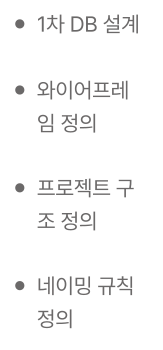 • 1차 DB 설계
• 와이어프레
임 정의
• 프로젝트 구
조 정의
• 네이밍 규칙
정의